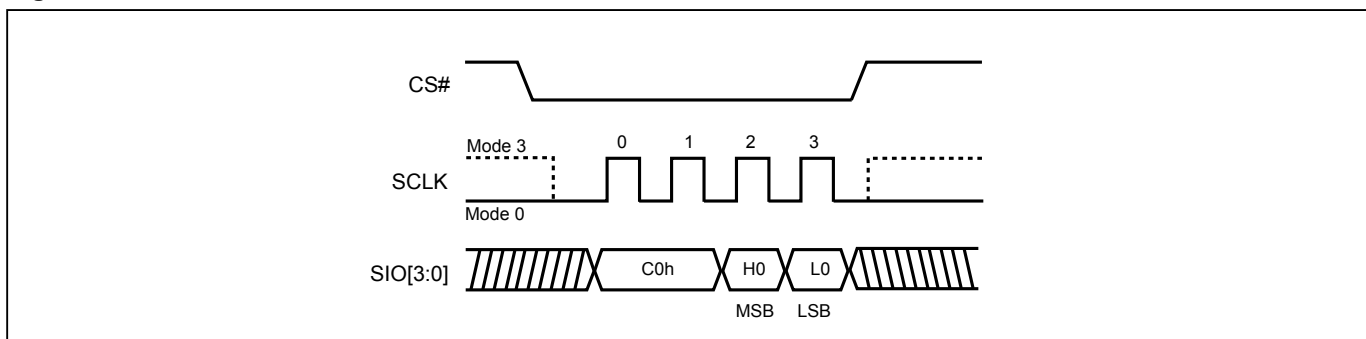 CS#
0 1 2 3
Mode 3
SCLK
Mode 0
SIO[3:0] C0h H0 L0
MSB LSB